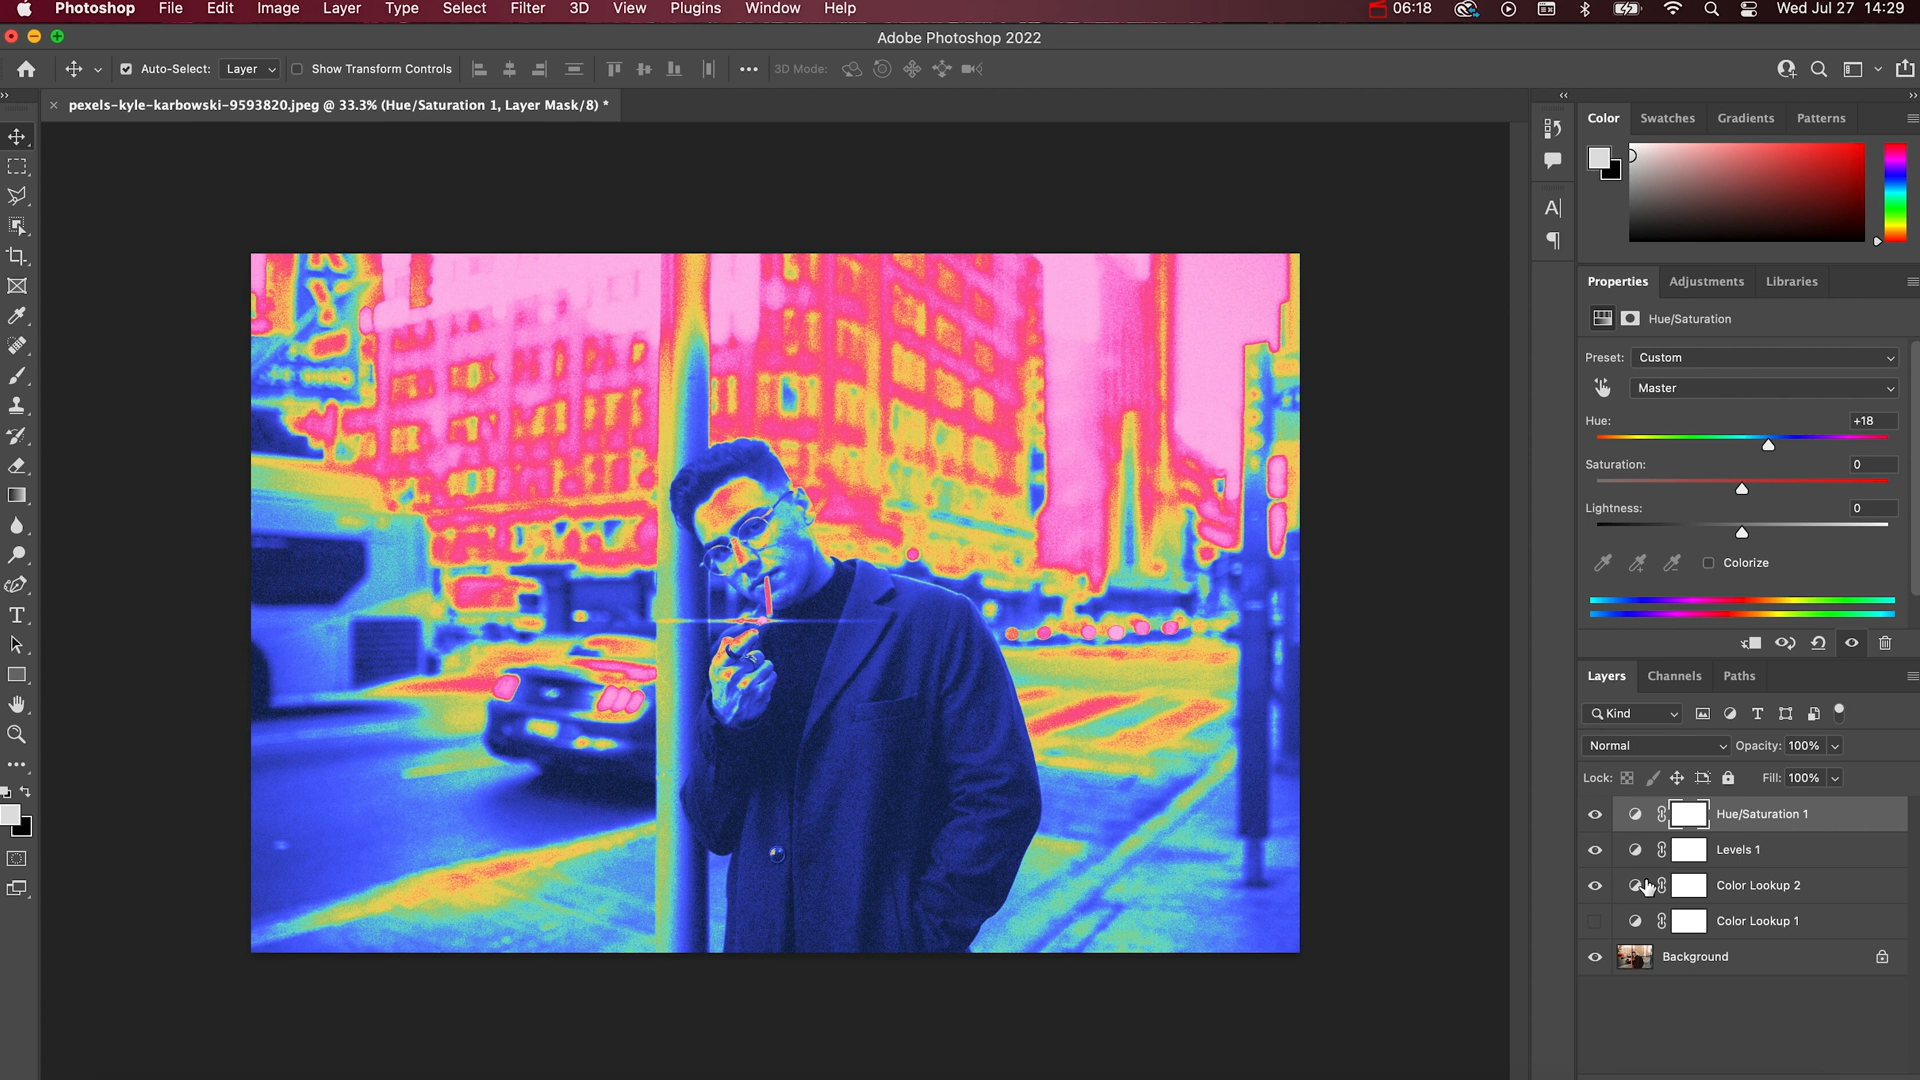 Photoshop File Edit Image Layer Type Select Filter 3D View Plugins Window Help 06:18 Wed Jul 27 14:29
Adobe Photoshop 2022
Auto-Select: Layer Show Transform Controls 3D Mode:
pexels-kyle-karbowski-9593820.jpeg @ 33.3% (Hue/Saturation 1, Layer Mask/8) *
Color Swatches Gradients Patterns
Properties Adjustments Libraries
Hue/Saturation
Preset: Custom
Master
Hue: +18
Saturation: 0
Lightness: 0
Colorize
Layers Channels Paths
Kind
Normal Opacity: 100%
Lock: Fill: 100%
Hue/Saturation 1
Levels 1
Color Lookup 2
Color Lookup 1
Background